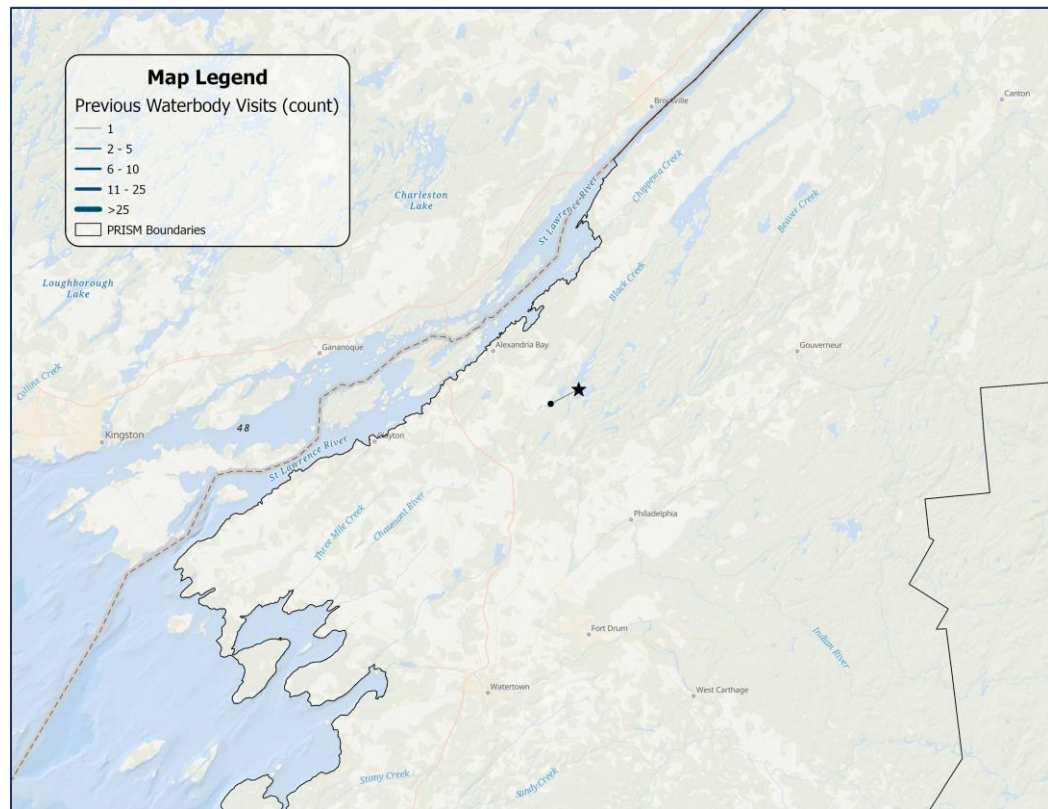 Map Legend
Previous Waterbody Visits (count)
1
2 - 5
6 - 10
11 - 25
>25
PRISM Boundaries
Brockville
Canton
Charleston
Lake
Chippewa Creek
Beaver Creek
St Lawrence River
Loughborough
Lake
Black Creek
Gananoque
Alexandria Bay
Gouverneur
Collins Creek
Kingston
48
Clayton
St Lawrence River
Three Mile Creek
Chaumont River
Philadelphia
Fort Drum
Indian River
Watertown
West Carthage
Stony Creek
Sandy Creek